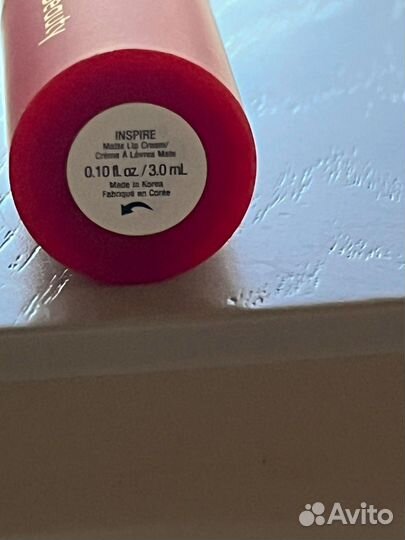 Beauty
INSPIRE
Matte Lip Cream/
Crème À Lèvres Mate
0.10 fl. oz. / 3.0 mL
Made in Korea
Fabriqué en Corée
Avito